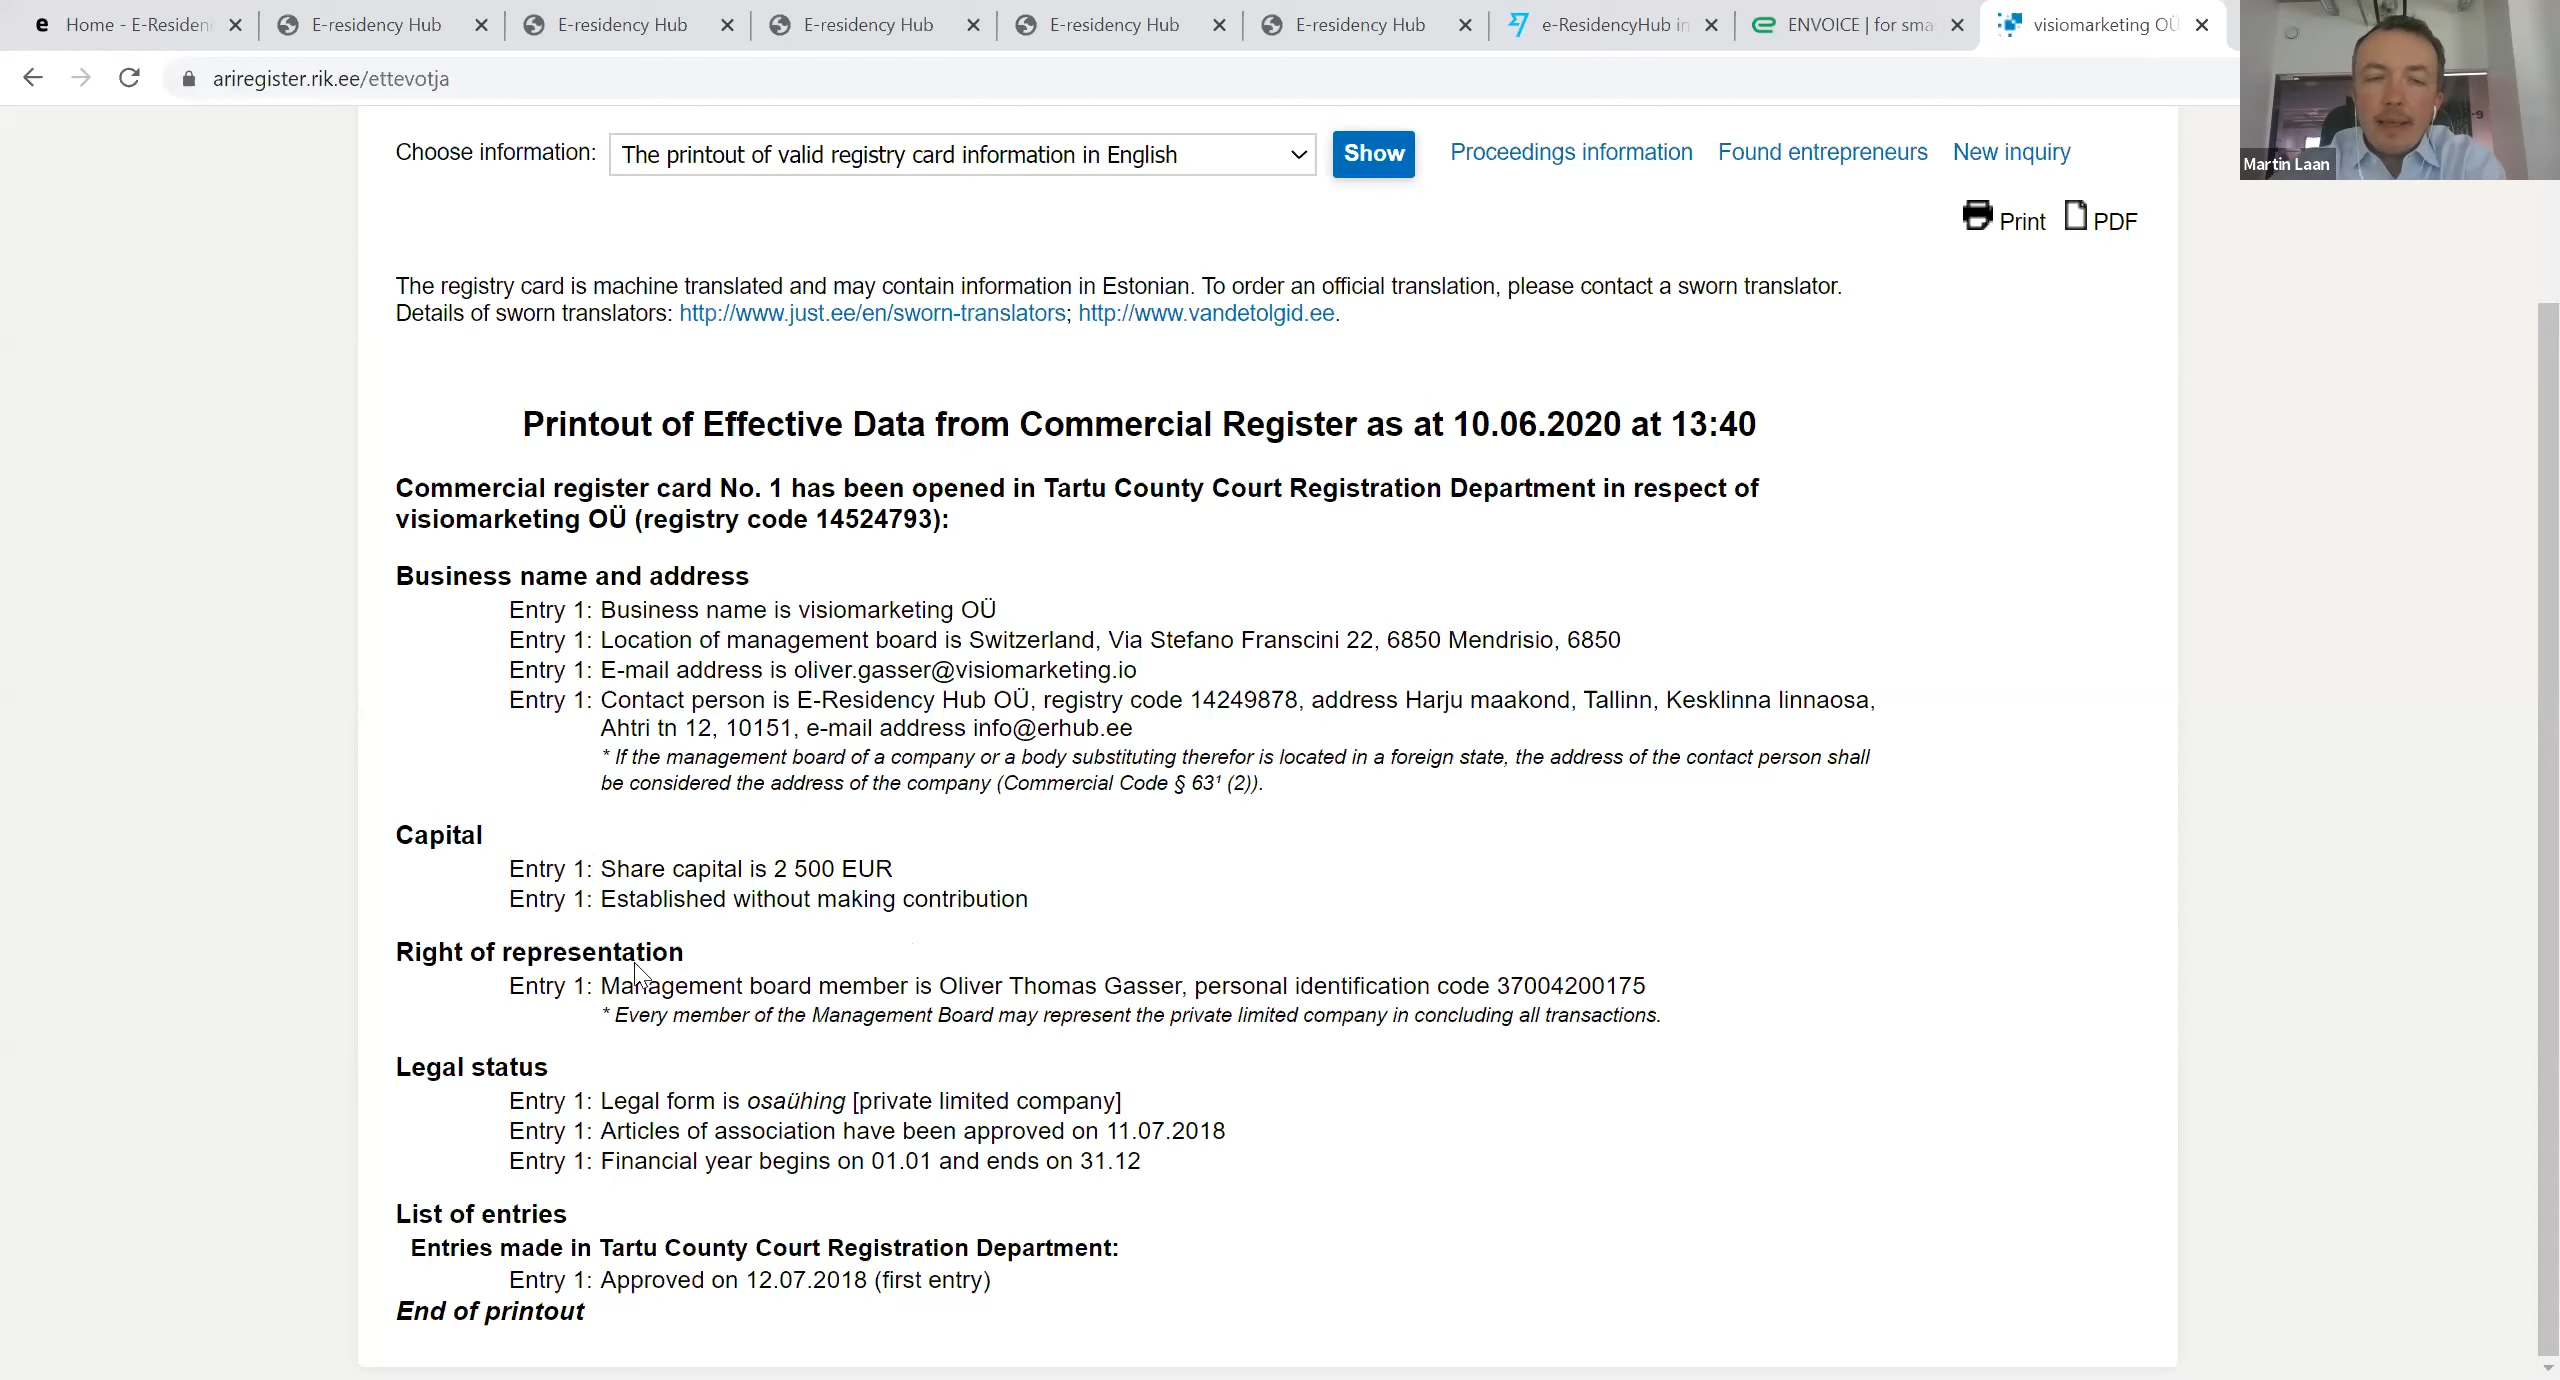 Home - E-Residen
E-residency Hub
E-residency Hub
E-residency Hub
E-residency Hub
E-residency Hub
e-ResidencyHub in
ENVOICE | for sma
visiomarketing OÜ
ariregister.rik.ee/ettevotja
Martin Laan
Choose information: The printout of valid registry card information in English Show Proceedings information Found entrepreneurs New inquiry
Print PDF
The registry card is machine translated and may contain information in Estonian. To order an official translation, please contact a sworn translator.
Details of sworn translators: http://www.just.ee/en/sworn-translators; http://www.vandetolgid.ee.
Printout of Effective Data from Commercial Register as at 10.06.2020 at 13:40
Commercial register card No. 1 has been opened in Tartu County Court Registration Department in respect of
visiomarketing OÜ (registry code 14524793):
Business name and address
Entry 1: Business name is visiomarketing OÜ
Entry 1: Location of management board is Switzerland, Via Stefano Franscini 22, 6850 Mendrisio, 6850
Entry 1: E-mail address is oliver.gasser@visiomarketing.io
Entry 1: Contact person is E-Residency Hub OÜ, registry code 14249878, address Harju maakond, Tallinn, Kesklinna linnaosa,
Ahtri tn 12, 10151, e-mail address info@erhub.ee
* If the management board of a company or a body substituting therefor is located in a foreign state, the address of the contact person shall
be considered the address of the company (Commercial Code § 63¹ (2)).
Capital
Entry 1: Share capital is 2 500 EUR
Entry 1: Established without making contribution
Right of representation
Entry 1: Management board member is Oliver Thomas Gasser, personal identification code 37004200175
* Every member of the Management Board may represent the private limited company in concluding all transactions.
Legal status
Entry 1: Legal form is osaühing [private limited company]
Entry 1: Articles of association have been approved on 11.07.2018
Entry 1: Financial year begins on 01.01 and ends on 31.12
List of entries
Entries made in Tartu County Court Registration Department:
Entry 1: Approved on 12.07.2018 (first entry)
End of printout